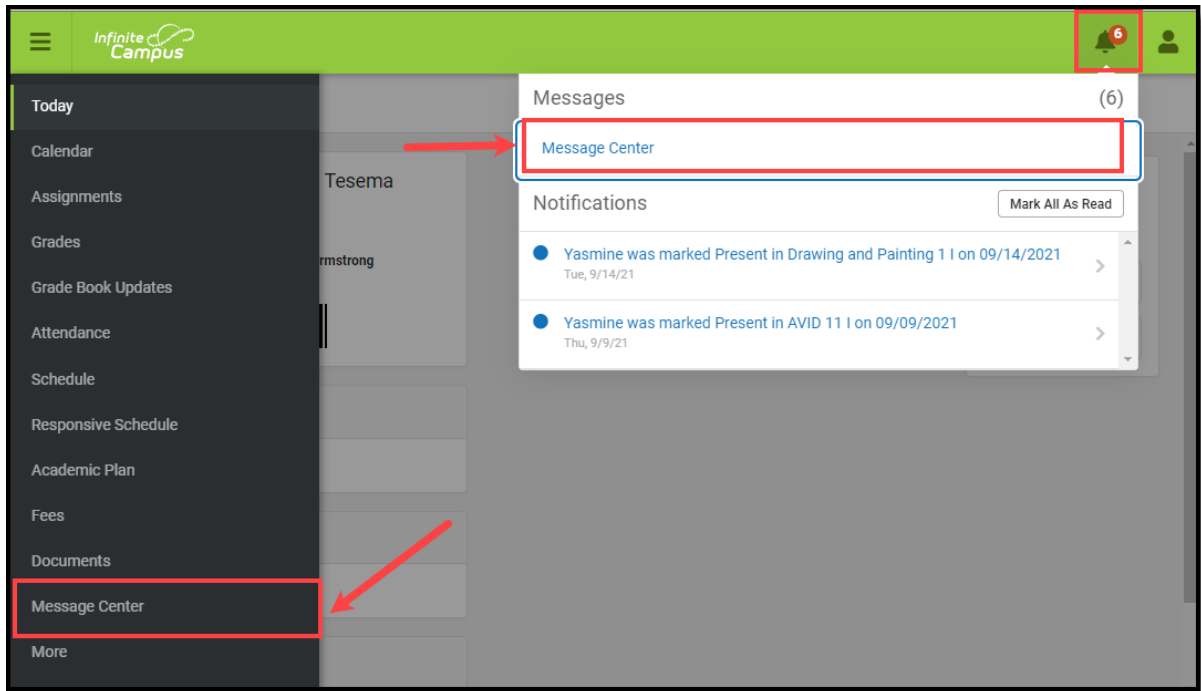 Infinite
Campus
6
Today
Calendar
Assignments
Grades
Grade Book Updates
Attendance
Schedule
Responsive Schedule
Academic Plan
Fees
Documents
Message Center
More
Tesema
rmstrong
Messages (6)
Message Center
Notifications Mark All As Read
Yasmine was marked Present in Drawing and Painting 1 I on 09/14/2021
Tue, 9/14/21
Yasmine was marked Present in AVID 11 I on 09/09/2021
Thu, 9/9/21